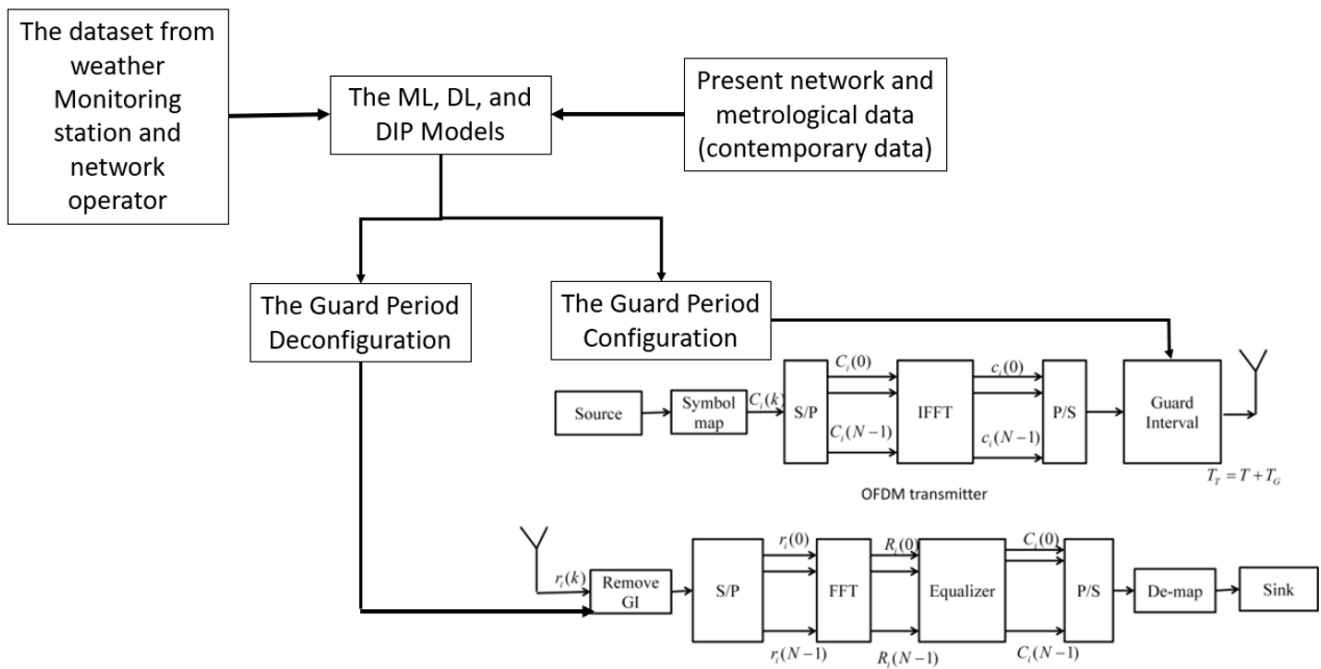 The dataset from
weather
Monitoring
station and
network
operator
The ML, DL, and
DIP Models
Present network and
metrological data
(contemporary data)
The Guard Period
Deconfiguration
The Guard Period
Configuration
Source
Symbol
map
C_i(k)
S/P
C_i(0)
C_i(N−1)
IFFT
c_i(0)
c_i(N−1)
P/S
Guard
Interval
T_T = T + T_G
OFDM transmitter
r_i(k)
Remove
GI
S/P
r_i(0)
r_i(N−1)
FFT
R_i(0)
R_i(N−1)
Equalizer
C_i(0)
C_i(N−1)
P/S
De-map
Sink